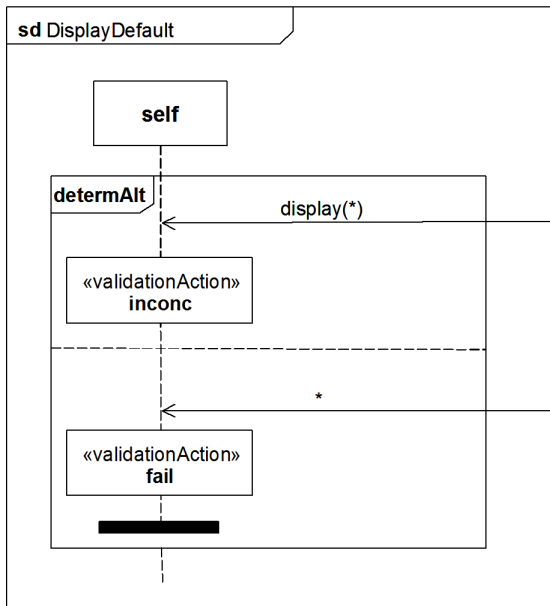 sd DisplayDefault
self
determAlt
display(*)
«validationAction»
inconc
*
«validationAction»
fail